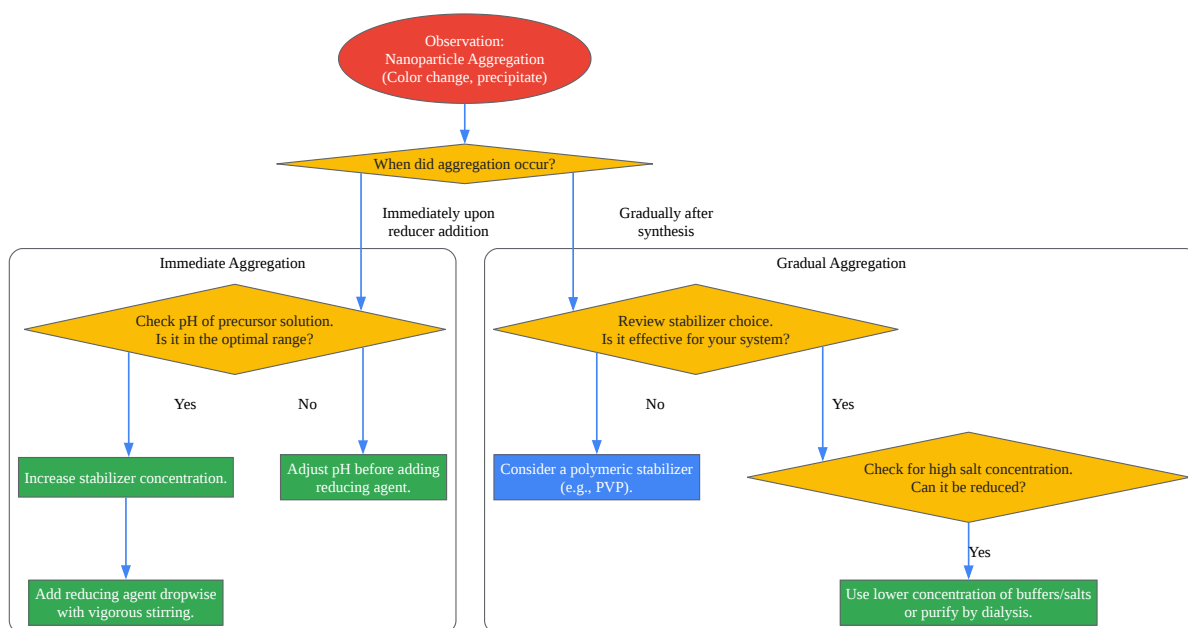 Observation:
Nanoparticle Aggregation
(Color change, precipitate)
When did aggregation occur?
Immediately upon
reducer addition
Gradually after
synthesis
Immediate Aggregation
Check pH of precursor solution.
Is it in the optimal range?
Yes
No
Increase stabilizer concentration.
Adjust pH before adding
reducing agent.
Add reducing agent dropwise
with vigorous stirring.
Gradual Aggregation
Review stabilizer choice.
Is it effective for your system?
No
Yes
Consider a polymeric stabilizer
(e.g., PVP).
Check for high salt concentration.
Can it be reduced?
Yes
Use lower concentration of buffers/salts
or purify by dialysis.